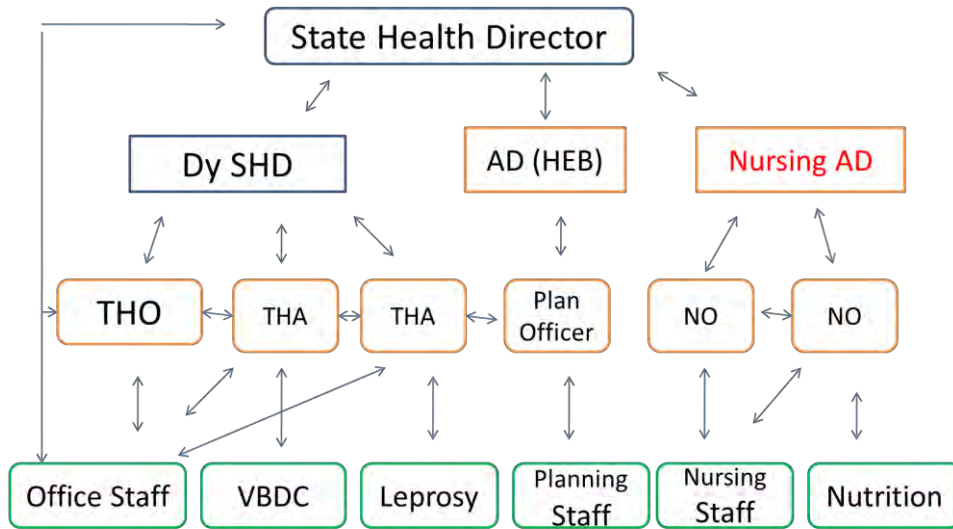 State Health Director
Dy SHD
AD (HEB)
Nursing AD
THO
THA
THA
Plan
Officer
NO
NO
Office Staff
VBDC
Leprosy
Planning
Staff
Nursing
Staff
Nutrition